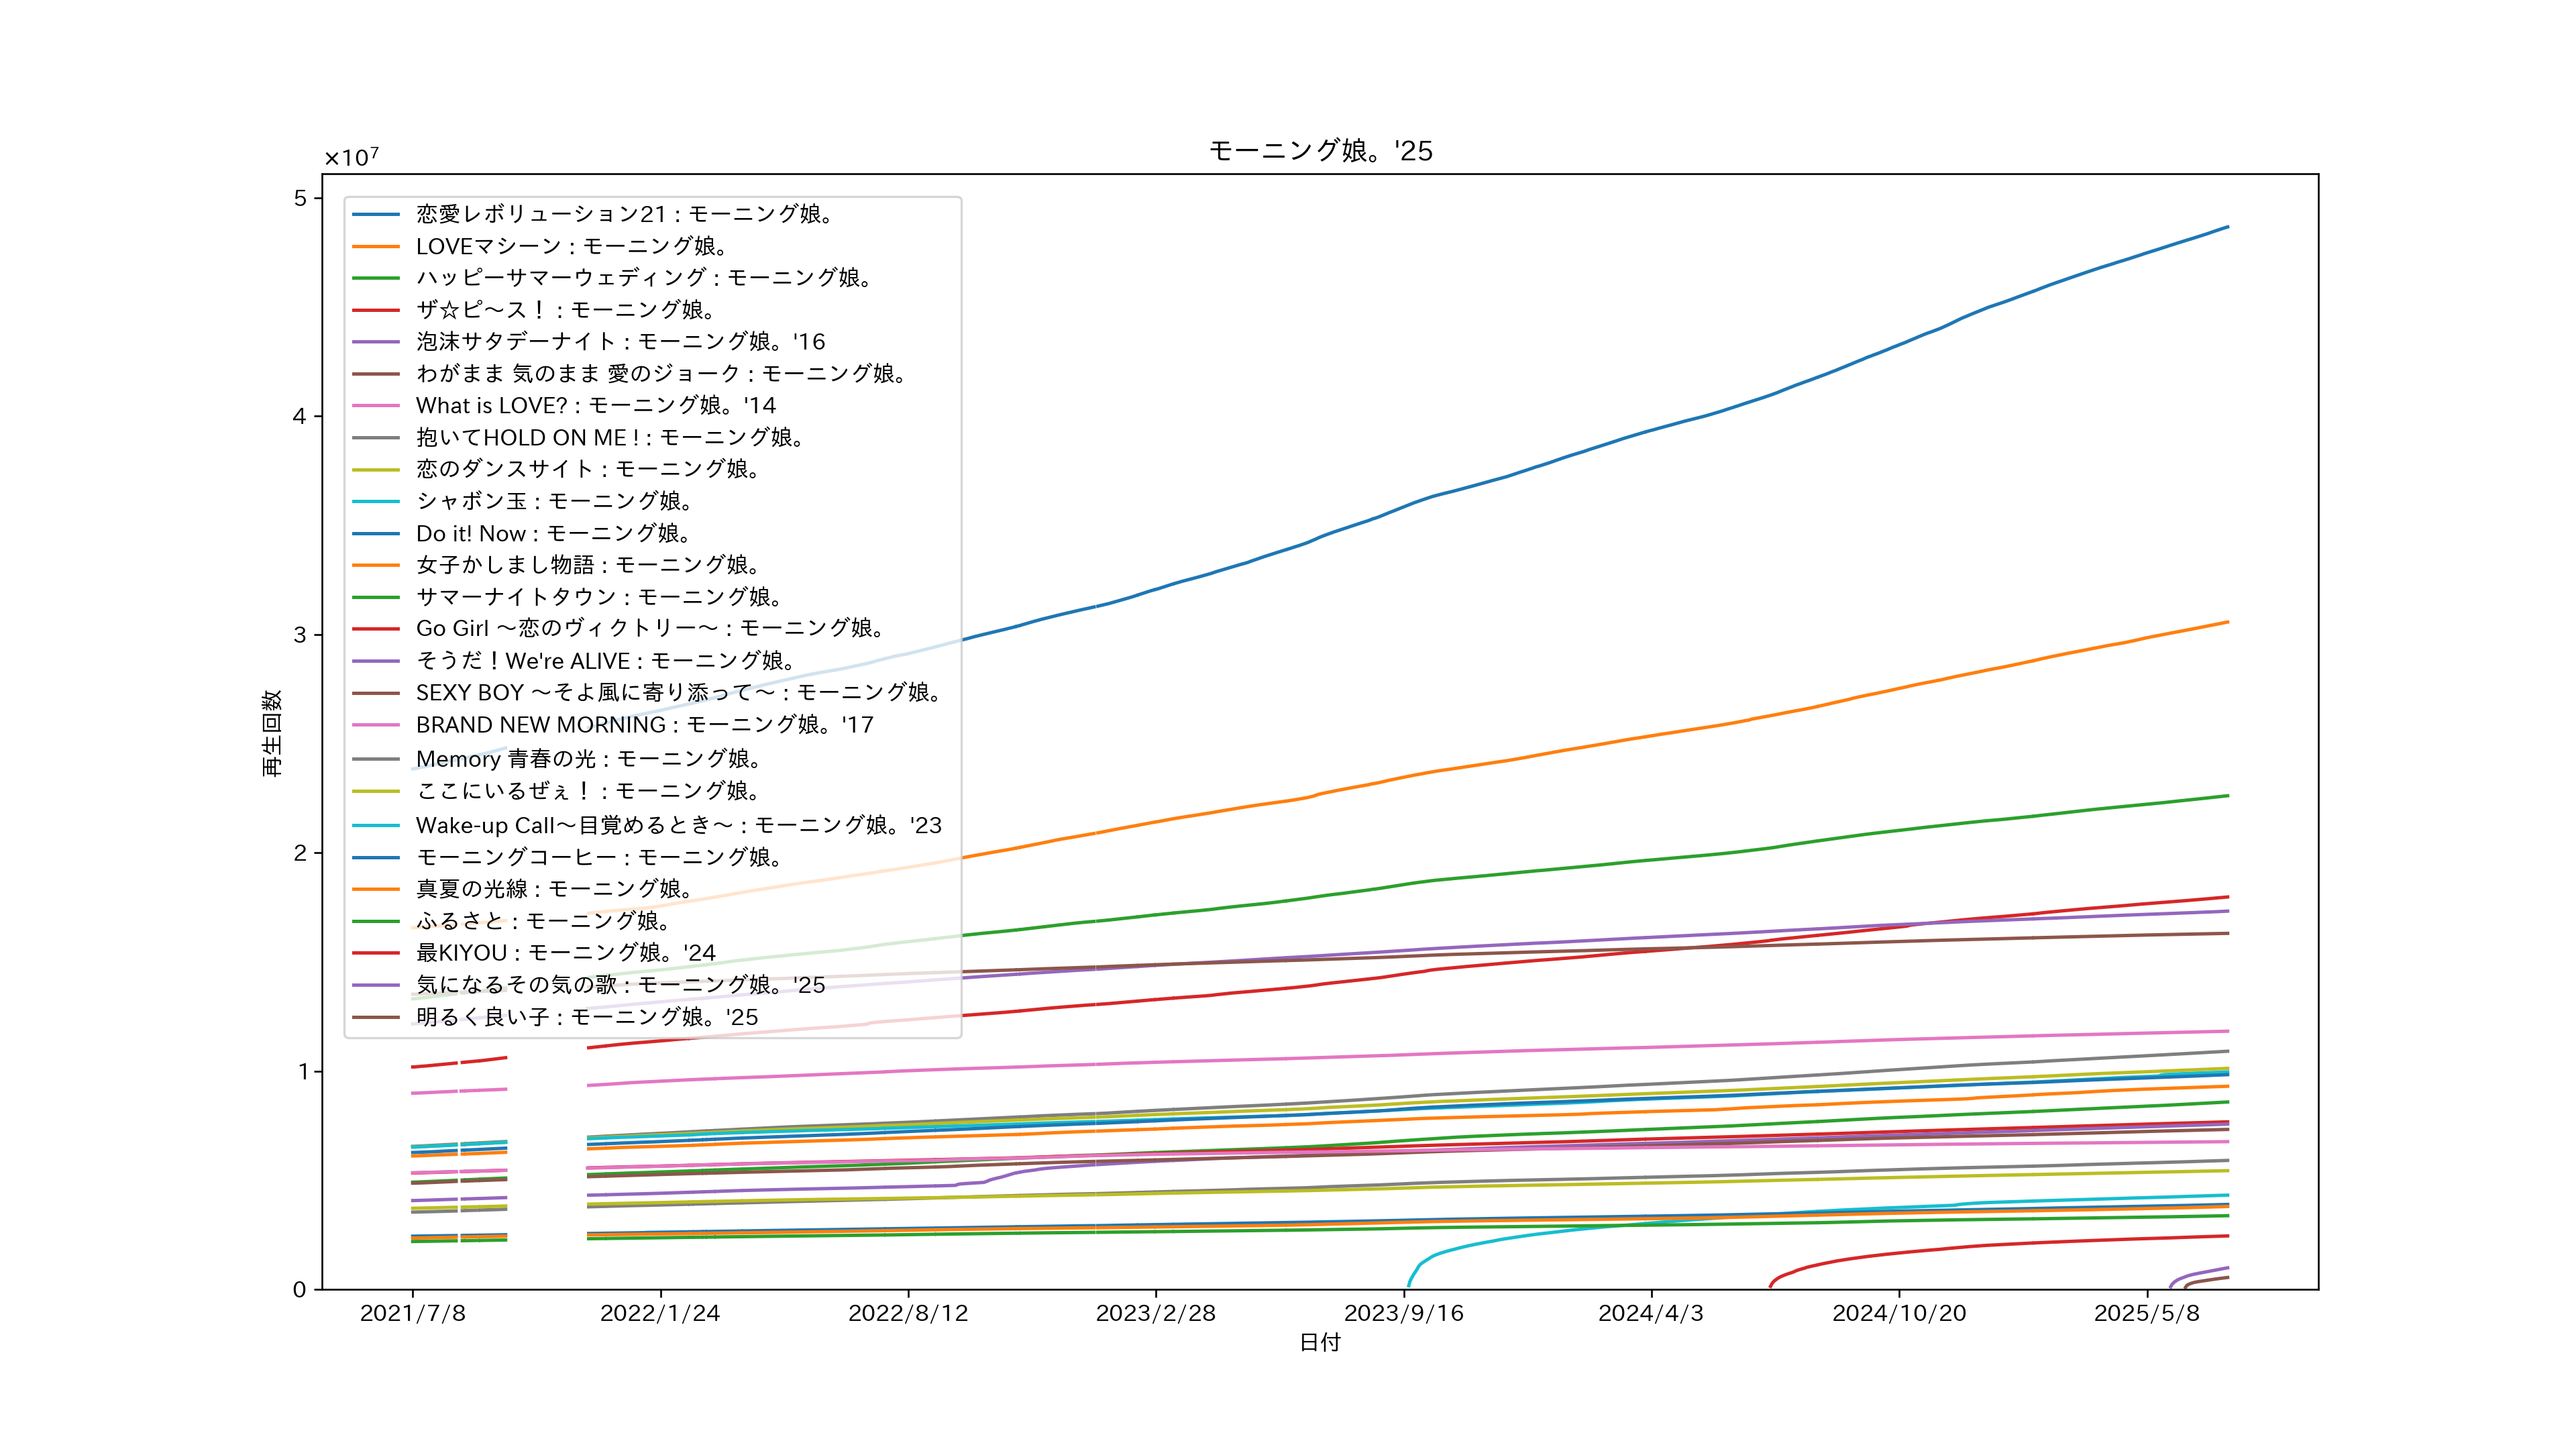 モーニング娘。'25
×10⁷
5
4
3
2
1
0
再生回数
恋愛レボリューション21 : モーニング娘。
LOVEマシーン : モーニング娘。
ハッピーサマーウェディング : モーニング娘。
ザ☆ピ〜ス！ : モーニング娘。
泡沫サタデーナイト : モーニング娘。'16
わがまま 気のまま 愛のジョーク : モーニング娘。
What is LOVE? : モーニング娘。'14
抱いてHOLD ON ME ! : モーニング娘。
恋のダンスサイト : モーニング娘。
シャボン玉 : モーニング娘。
Do it! Now : モーニング娘。
女子かしまし物語 : モーニング娘。
サマーナイトタウン : モーニング娘。
Go Girl 〜恋のヴィクトリー〜 : モーニング娘。
そうだ！We're ALIVE : モーニング娘。
SEXY BOY 〜そよ風に寄り添って〜 : モーニング娘。
BRAND NEW MORNING : モーニング娘。'17
Memory 青春の光 : モーニング娘。
ここにいるぜぇ！ : モーニング娘。
Wake-up Call〜目覚めるとき〜 : モーニング娘。'23
モーニングコーヒー : モーニング娘。
真夏の光線 : モーニング娘。
ふるさと : モーニング娘。
最KIYOU : モーニング娘。'24
気になるその気の歌 : モーニング娘。'25
明るく良い子 : モーニング娘。'25
2021/7/8 2022/1/24 2022/8/12 2023/2/28 2023/9/16 2024/4/3 2024/10/20 2025/5/8
日付